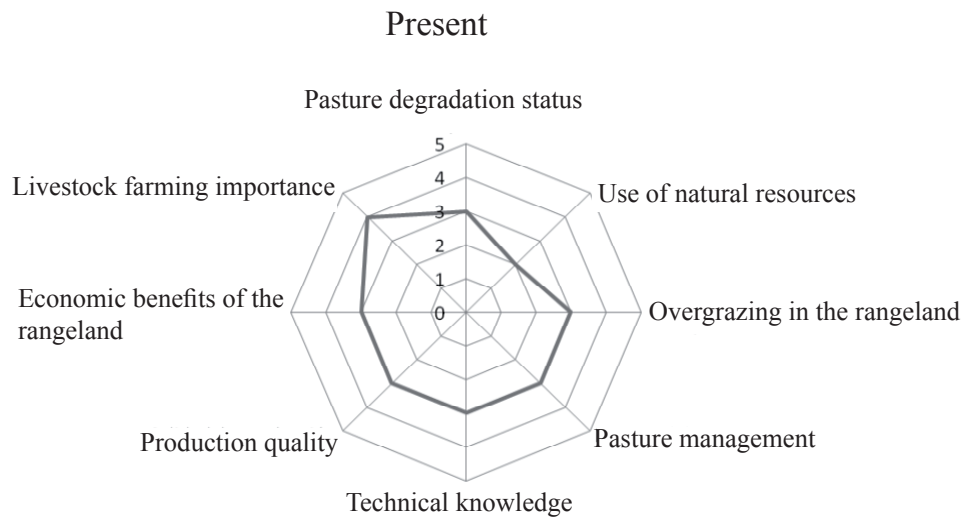 Present
Pasture degradation status
5
Livestock farming importance
4
Use of natural resources
3
2
1
Economic benefits of the
rangeland
0
Overgrazing in the rangeland
Production quality
Pasture management
Technical knowledge